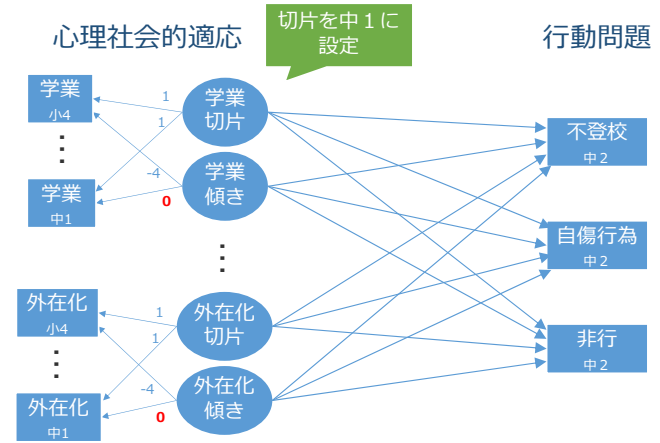 心理社会的適応
切片を中１に
設定
行動問題
学業
小4
⋮
学業
中1
1
1
-4
0
学業
切片
学業
傾き
⋮
外在化
小4
⋮
外在化
中1
1
1
-4
0
外在化
切片
外在化
傾き
不登校
中２
自傷行為
中２
非行
中２